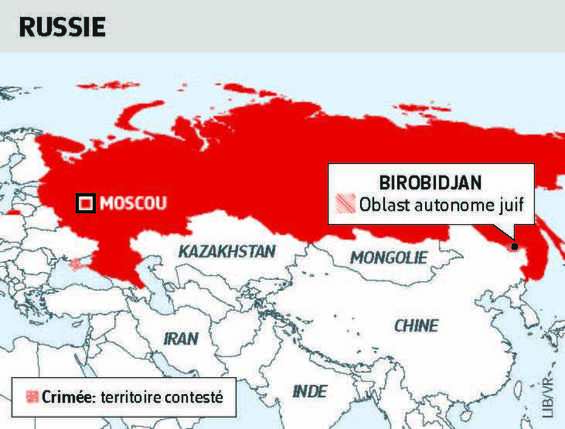 RUSSIE
MOSCOU
BIROBIDJAN
Oblast autonome juif
KAZAKHSTAN
MONGOLIE
CHINE
IRAN
INDE
Crimée: territoire contesté
LIB/VR